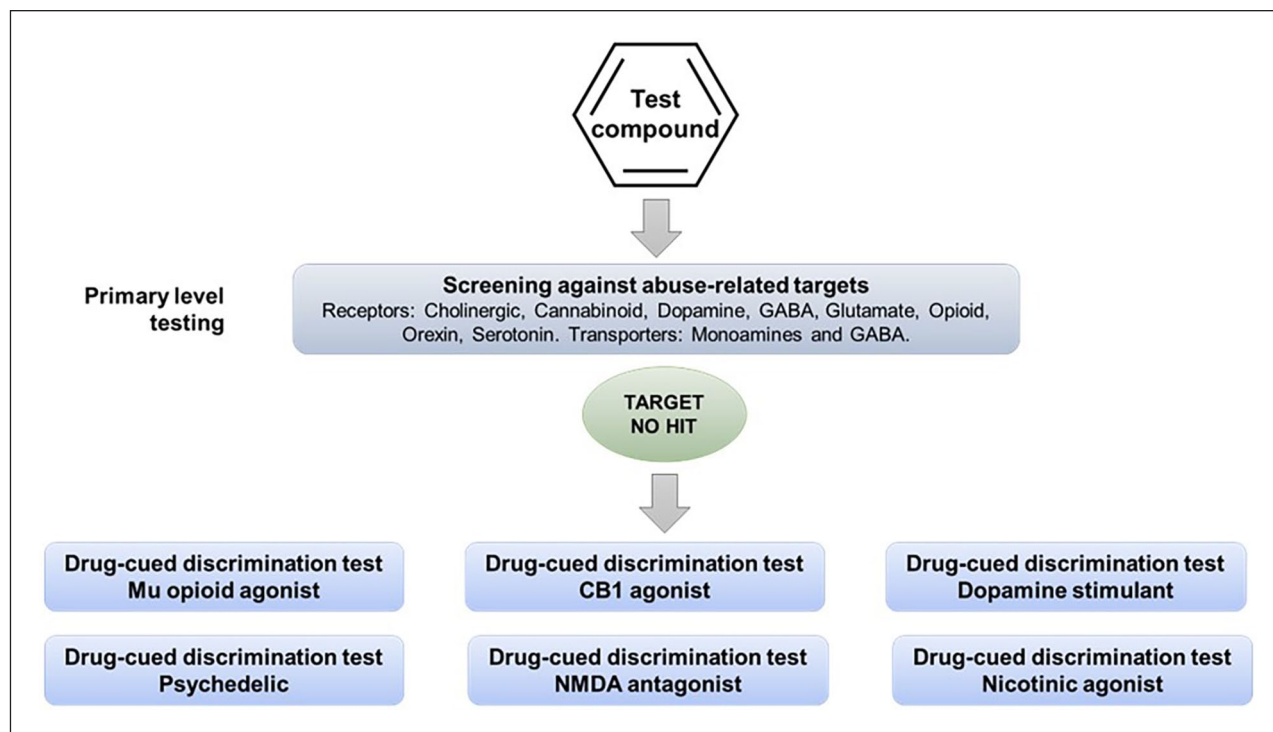 Test
compound
Primary level
testing
Screening against abuse-related targets
Receptors: Cholinergic, Cannabinoid, Dopamine, GABA, Glutamate, Opioid,
Orexin, Serotonin. Transporters: Monoamines and GABA.
TARGET
NO HIT
Drug-cued discrimination test
Mu opioid agonist
Drug-cued discrimination test
CB1 agonist
Drug-cued discrimination test
Dopamine stimulant
Drug-cued discrimination test
Psychedelic
Drug-cued discrimination test
NMDA antagonist
Drug-cued discrimination test
Nicotinic agonist